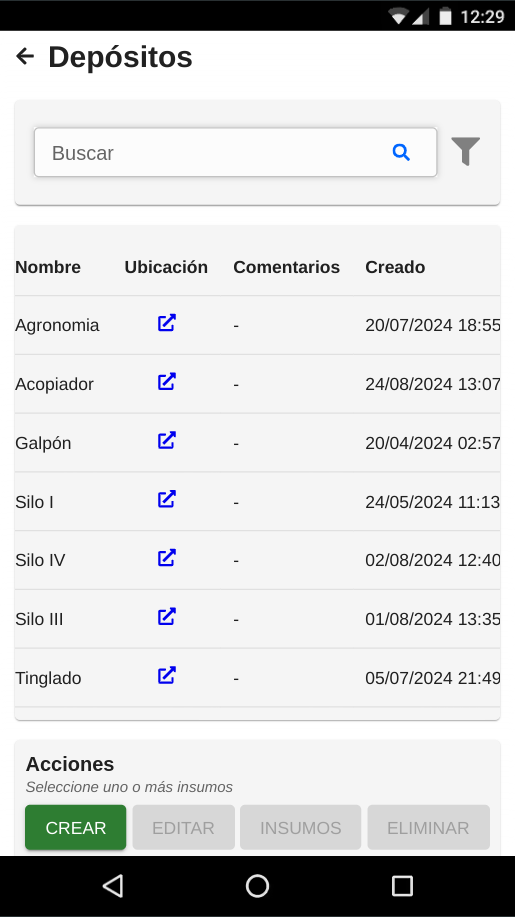 12:29
Depósitos
Buscar
Nombre Ubicación Comentarios Creado
Agronomia - 20/07/2024 18:55
Acopiador - 24/08/2024 13:07
Galpón - 20/04/2024 02:57
Silo I - 24/05/2024 11:13
Silo IV - 02/08/2024 12:40
Silo III - 01/08/2024 13:35
Tinglado - 05/07/2024 21:49
Acciones
Seleccione uno o más insumos
CREAR EDITAR INSUMOS ELIMINAR